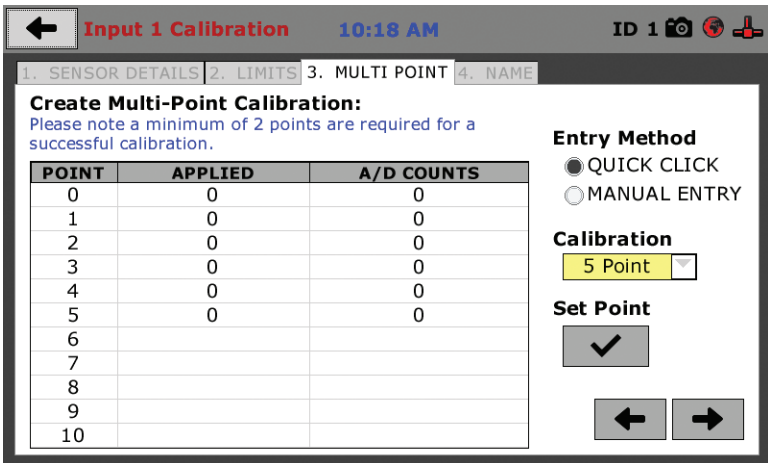 Input 1 Calibration 10:18 AM ID 1
1. SENSOR DETAILS 2. LIMITS 3. MULTI POINT 4. NAME
Create Multi-Point Calibration:
Please note a minimum of 2 points are required for a
successful calibration.
POINT APPLIED A/D COUNTS
0 0 0
1 0 0
2 0 0
3 0 0
4 0 0
5 0 0
6
7
8
9
10
Entry Method
QUICK CLICK
MANUAL ENTRY
Calibration
5 Point
Set Point